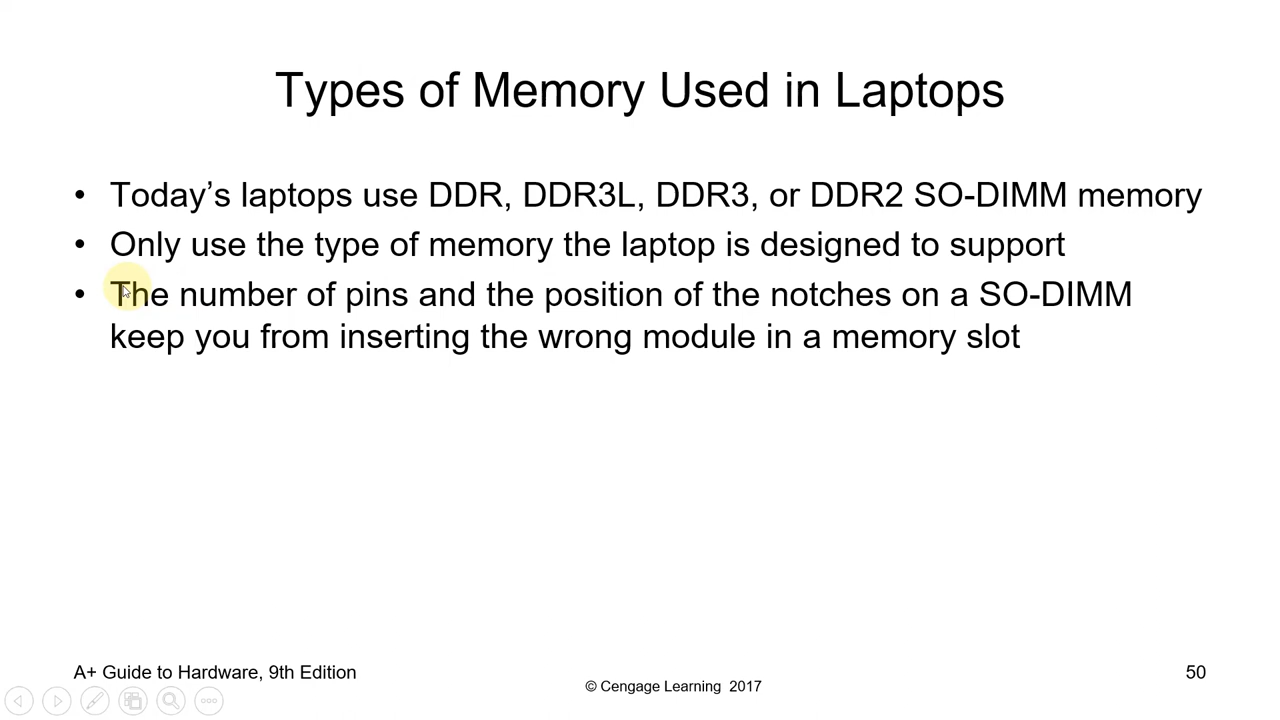 Types of Memory Used in Laptops
• Today’s laptops use DDR, DDR3L, DDR3, or DDR2 SO-DIMM memory
• Only use the type of memory the laptop is designed to support
• The number of pins and the position of the notches on a SO-DIMM
keep you from inserting the wrong module in a memory slot
A+ Guide to Hardware, 9th Edition
© Cengage Learning 2017
50